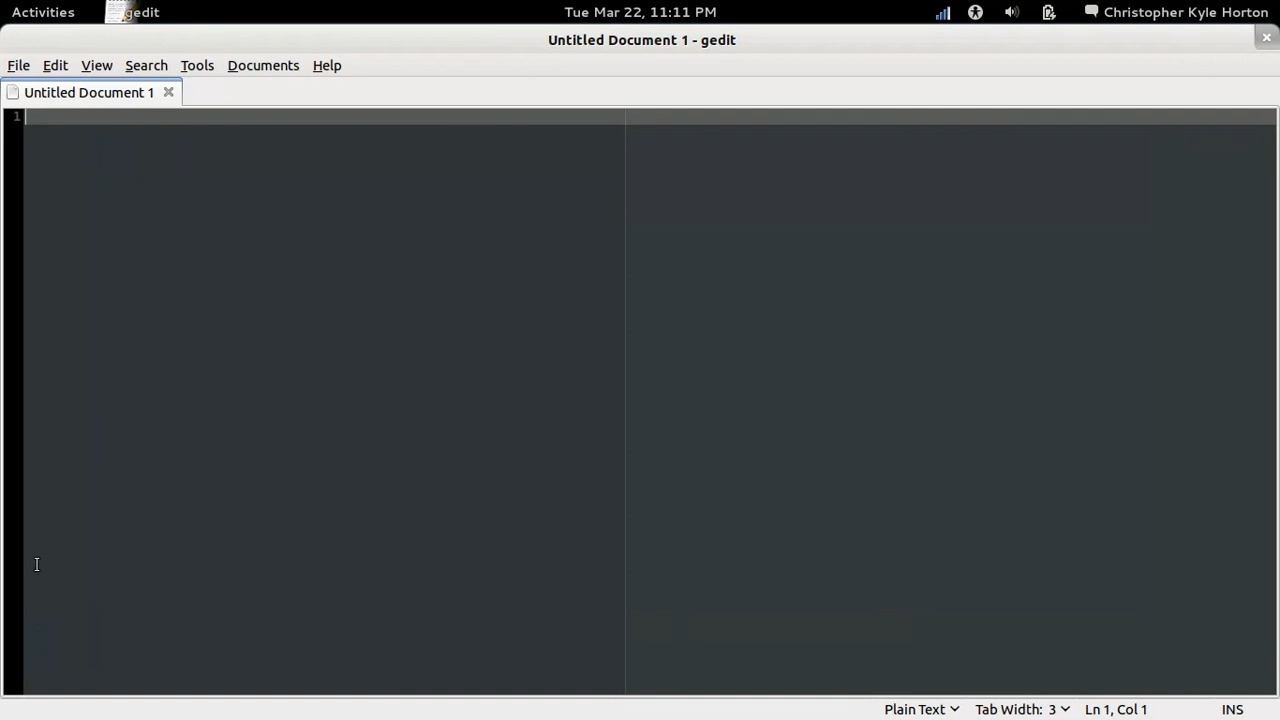 Activities gedit Tue Mar 22, 11:11 PM Christopher Kyle Horton
Untitled Document 1 - gedit
File Edit View Search Tools Documents Help
Untitled Document 1
1
Plain Text Tab Width: 3 Ln 1, Col 1 INS